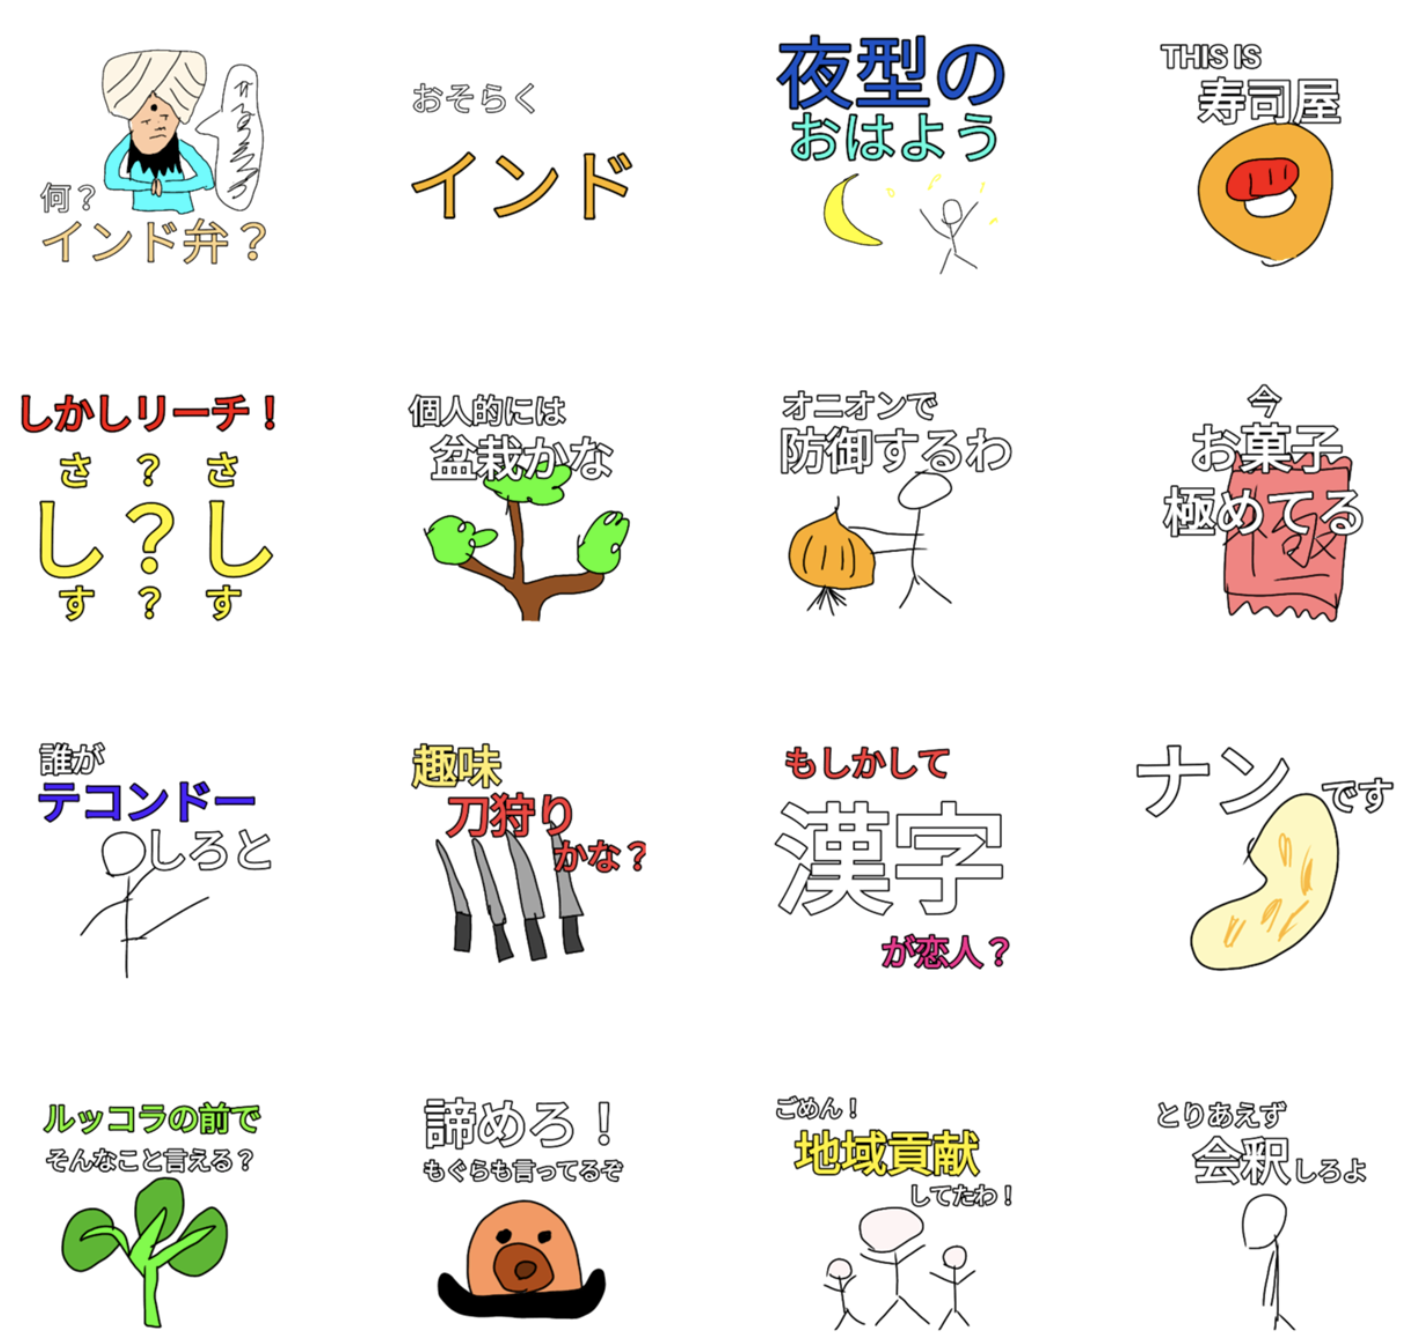 何？
インド弁？
おそらく
インド
夜型の
おはよう
THIS IS
寿司屋
しかしリーチ！
さ ？ さ
し ？ し
す ？ す
個人的には
盆栽かな
オニオンで
防御するわ
今
お菓子
極めてる
誰が
テコンドー
しろと
趣味
刀狩り
かな？
もしかして
漢字
が恋人？
ナン
です
ルッコラの前で
そんなこと言える？
諦めろ！
もぐらも言ってるぞ
ごめん！
地域貢献
してたわ！
とりあえず
会釈しろよ